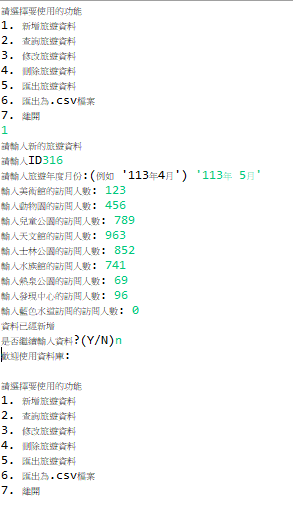 請選擇要使用的功能
1. 新增旅遊資料
2. 查詢旅遊資料
3. 修改旅遊資料
4. 刪除旅遊資料
5. 匯出旅遊資料
6. 匯出為.csv檔案
7. 離開
1
請輸入新的旅遊資料
請輸入ID316
請輸入旅遊年度月份:(例如 '113年4月') '113年 5月'
輸入美術館的訪問人數: 123
輸入動物園的訪問人數: 456
輸入兒童公園的訪問人數: 789
輸入天文館的訪問人數: 963
輸入士林公園的訪問人數: 852
輸入水族館的訪問人數: 741
輸入熱泉公園的訪問人數: 69
輸入發現中心的訪問人數: 96
輸入藍色水道訪問的訪問人數: 0
資料已經新增
是否繼續輸入資料?(Y/N)n
歡迎使用資料庫:
請選擇要使用的功能
1. 新增旅遊資料
2. 查詢旅遊資料
3. 修改旅遊資料
4. 刪除旅遊資料
5. 匯出旅遊資料
6. 匯出為.csv檔案
7. 離開